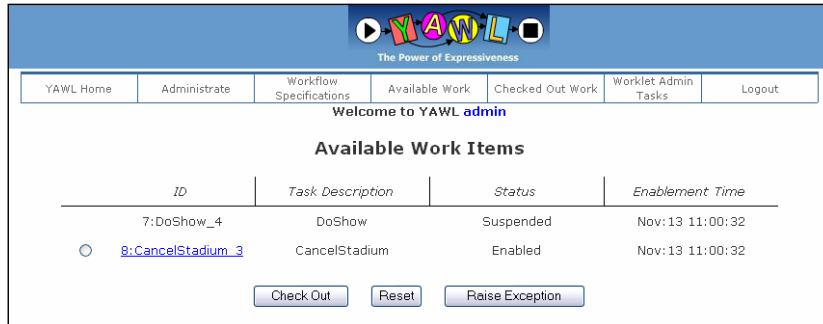 YAWL
The Power of Expressiveness
YAWL Home Administrate Workflow Specifications Available Work Checked Out Work Worklet Admin Tasks Logout
Welcome to YAWL admin
Available Work Items
ID Task Description Status Enablement Time
7:DoShow_4 DoShow Suspended Nov:13 11:00:32
8:CancelStadium_3 CancelStadium Enabled Nov:13 11:00:32
Check Out Reset Raise Exception